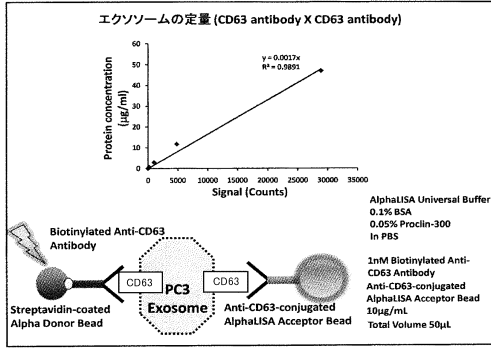 エクソソームの定量 (CD63 antibody X CD63 antibody)
y = 0.0017x
R² = 0.9891
Protein concentration
(μg/ml)
60
50
40
30
20
10
0
0 5000 10000 15000 20000 25000 30000 35000
Signal (Counts)
AlphaLISA Universal Buffer
0.1% BSA
0.05% Proclin-300
In PBS
Biotinylated Anti-CD63
Antibody
CD63
PC3
Exosome
CD63
Streptavidin-coated
Alpha Donor Bead
Anti-CD63-conjugated
AlphaLISA Acceptor Bead
1nM Biotinylated Anti-
CD63 Antibody
Anti-CD63-conjugated
AlphaLISA Acceptor Bead
10μg/mL
Total Volume 50μL